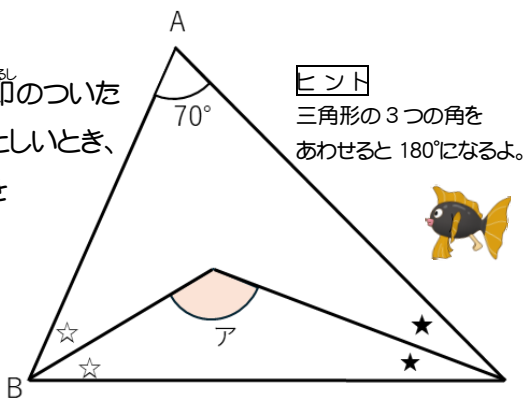 A
70°
ヒント
三角形の3つの角を
あわせると 180°になるよ。
印のついた
しいとき、
☆
☆
★
★
ア
B